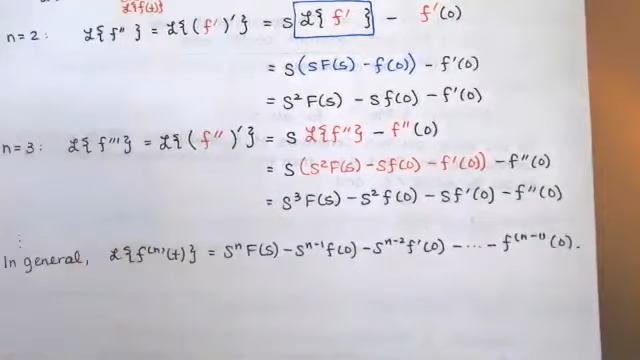 ℒ{f(t)}
n=2: ℒ{f''} = ℒ{(f')'} = s ℒ{f'} - f'(0)
= s(sF(s) - f(0)) - f'(0)
= s²F(s) - sf(0) - f'(0)
n=3: ℒ{f'''} = ℒ{(f'')'} = s ℒ{f''} - f''(0)
= s(s²F(s) - sf(0) - f'(0)) - f''(0)
= s³F(s) - s²f(0) - sf'(0) - f''(0)
⋮
In general, ℒ{f⁽ⁿ⁾(t)} = sⁿF(s) - sⁿ⁻¹f(0) - sⁿ⁻²f'(0) - ⋯ - f⁽ⁿ⁻¹⁾(0).